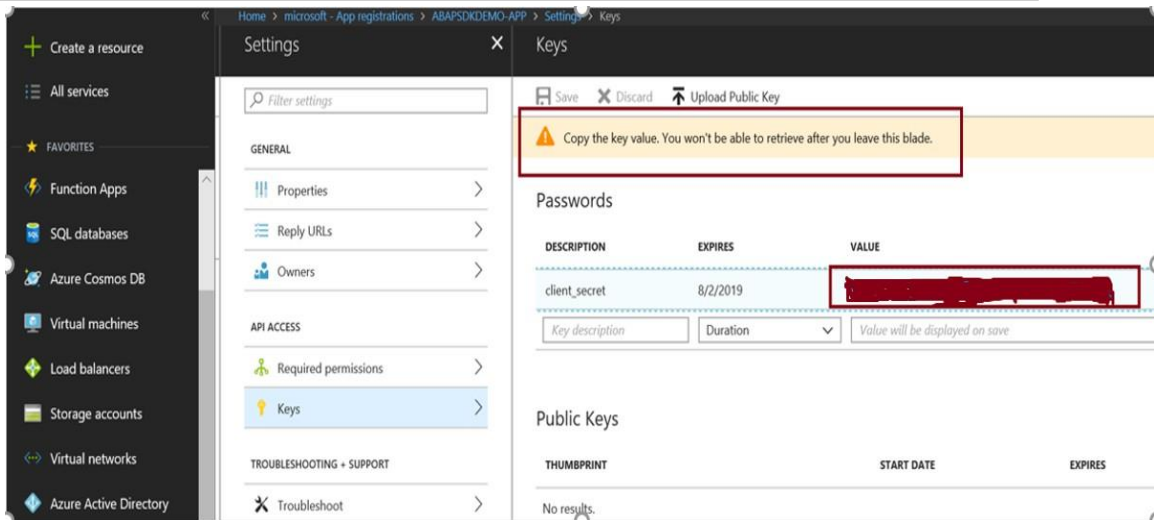 Home > microsoft - App registrations > ABAPSDKDEMO-APP > Settings > Keys
«
Create a resource
All services
FAVORITES
Function Apps
SQL databases
Azure Cosmos DB
Virtual machines
Load balancers
Storage accounts
Virtual networks
Azure Active Directory
Settings
Filter settings
GENERAL
Properties
Reply URLs
Owners
API ACCESS
Required permissions
Keys
TROUBLESHOOTING + SUPPORT
Troubleshoot
Keys
Save Discard Upload Public Key
Copy the key value. You won't be able to retrieve after you leave this blade.
Passwords
DESCRIPTION EXPIRES VALUE
client_secret 8/2/2019
Key description Duration Value will be displayed on save
Public Keys
THUMBPRINT START DATE EXPIRES
No results.